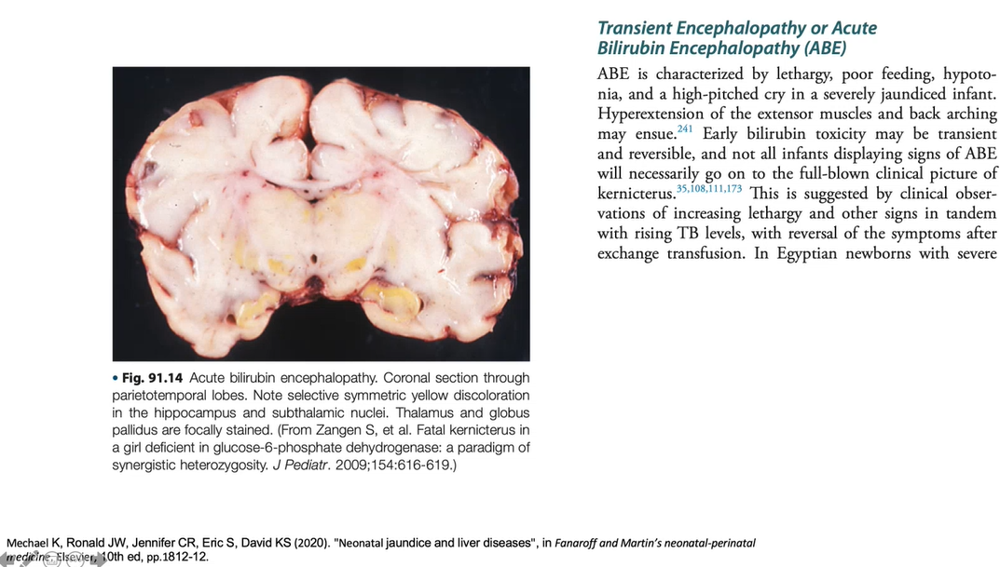 Transient Encephalopathy or Acute
Bilirubin Encephalopathy (ABE)
ABE is characterized by lethargy, poor feeding, hypoto-
nia, and a high-pitched cry in a severely jaundiced infant.
Hyperextension of the extensor muscles and back arching
may ensue.241 Early bilirubin toxicity may be transient
and reversible, and not all infants displaying signs of ABE
will necessarily go on to the full-blown clinical picture of
kernicterus.35,108,111,173 This is suggested by clinical obser-
vations of increasing lethargy and other signs in tandem
with rising TB levels, with reversal of the symptoms after
exchange transfusion. In Egyptian newborns with severe
• Fig. 91.14 Acute bilirubin encephalopathy. Coronal section through
parietotemporal lobes. Note selective symmetric yellow discoloration
in the hippocampus and subthalamic nuclei. Thalamus and globus
pallidus are focally stained. (From Zangen S, et al. Fatal kernicterus in
a girl deficient in glucose-6-phosphate dehydrogenase: a paradigm of
synergistic heterozygosity. J Pediatr. 2009;154:616-619.)
Mechael K, Ronald JW, Jennifer CR, Eric S, David KS (2020). "Neonatal jaundice and liver diseases", in Fanaroff and Martin's neonatal-perinatal
medicine, Elsevier, 10th ed, pp.1812-12.